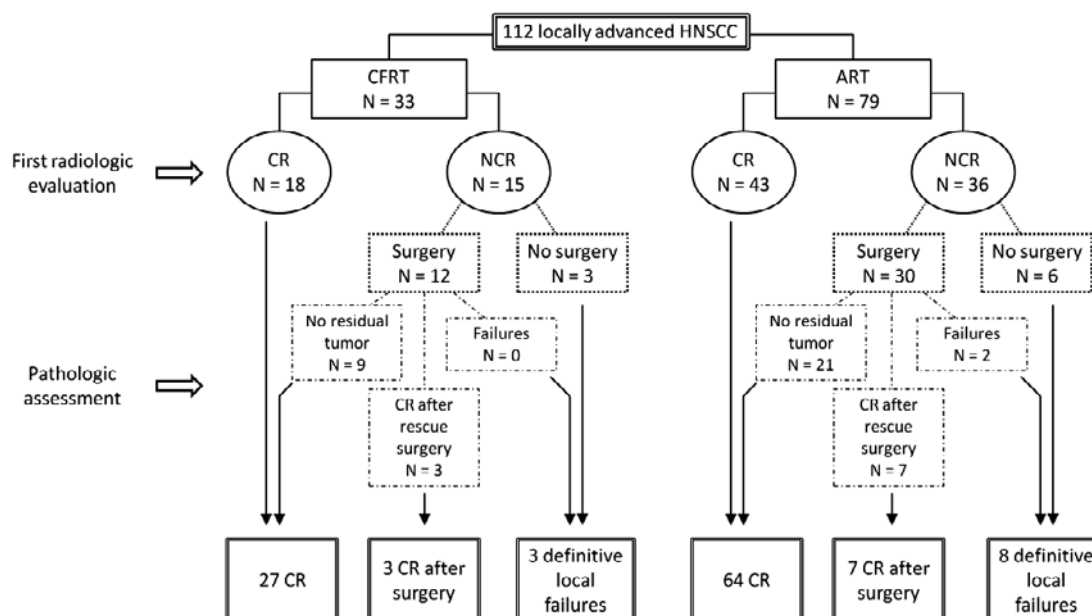 112 locally advanced HNSCC
CFRT
N = 33
ART
N = 79
First radiologic
evaluation
CR
N = 18
NCR
N = 15
CR
N = 43
NCR
N = 36
Surgery
N = 12
No surgery
N = 3
Surgery
N = 30
No surgery
N = 6
Pathologic
assessment
No residual
tumor
N = 9
Failures
N = 0
No residual
tumor
N = 21
Failures
N = 2
CR after
rescue
surgery
N = 3
CR after
rescue
surgery
N = 7
27 CR
3 CR after
surgery
3 definitive
local
failures
64 CR
7 CR after
surgery
8 definitive
local
failures